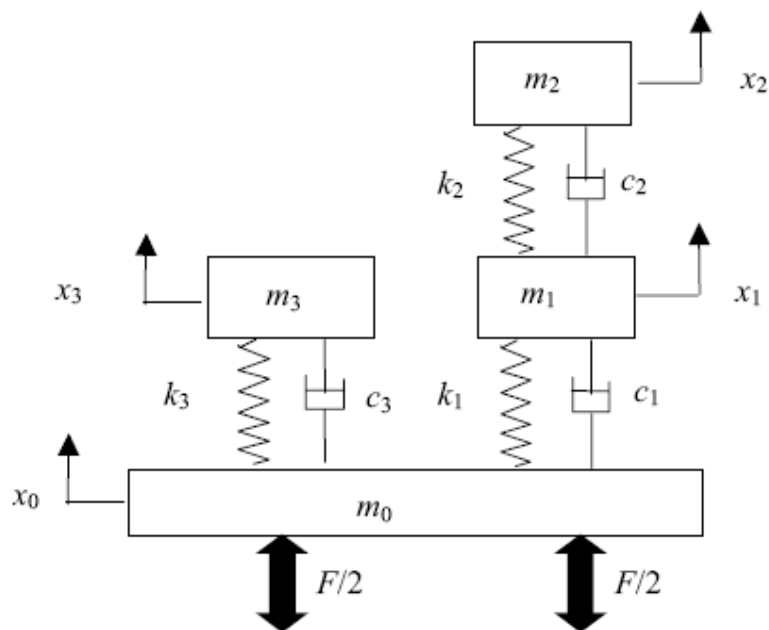 m₂
x₂
k₂
c₂
x₃
m₃
m₁
x₁
k₃
c₃
k₁
c₁
x₀
m₀
F/2
F/2